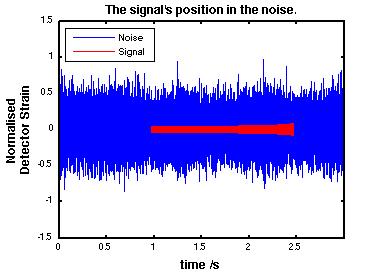 The signal's position in the noise.
1.5
Noise
Signal
1
0.5
0
-0.5
-1
-1.5
Normalised
Detector Strain
0 0.5 1 1.5 2 2.5
time /s